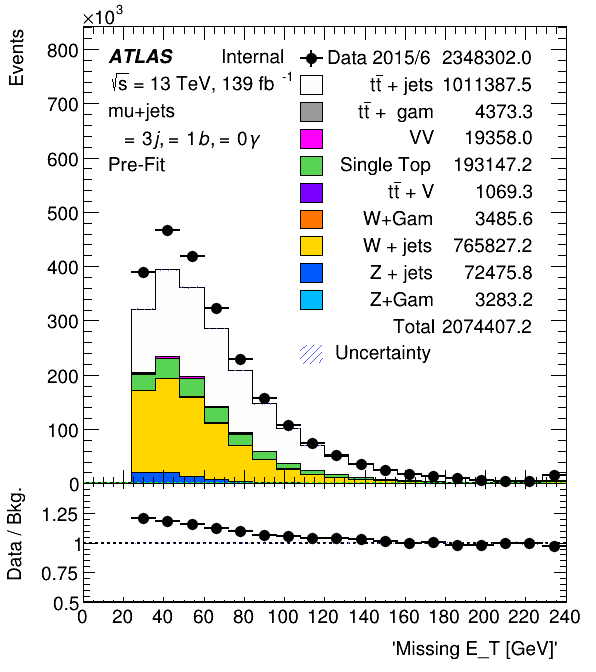 ×10³
Events
800
700
600
500
400
300
200
100
0
ATLAS Internal
√s = 13 TeV, 139 fb⁻¹
mu+jets
= 3j, = 1b, = 0γ
Pre-Fit
Data 2015/6 2348302.0
tt̄ + jets 1011387.5
tt̄ + gam 4373.3
VV 19358.0
Single Top 193147.2
tt̄ + V 1069.3
W+Gam 3485.6
W + jets 765827.2
Z + jets 72475.8
Z+Gam 3283.2
Total 2074407.2
Uncertainty
Data / Bkg.
1.25
1
0.75
0.5
0 20 40 60 80 100 120 140 160 180 200 220 240
'Missing E_T [GeV]'